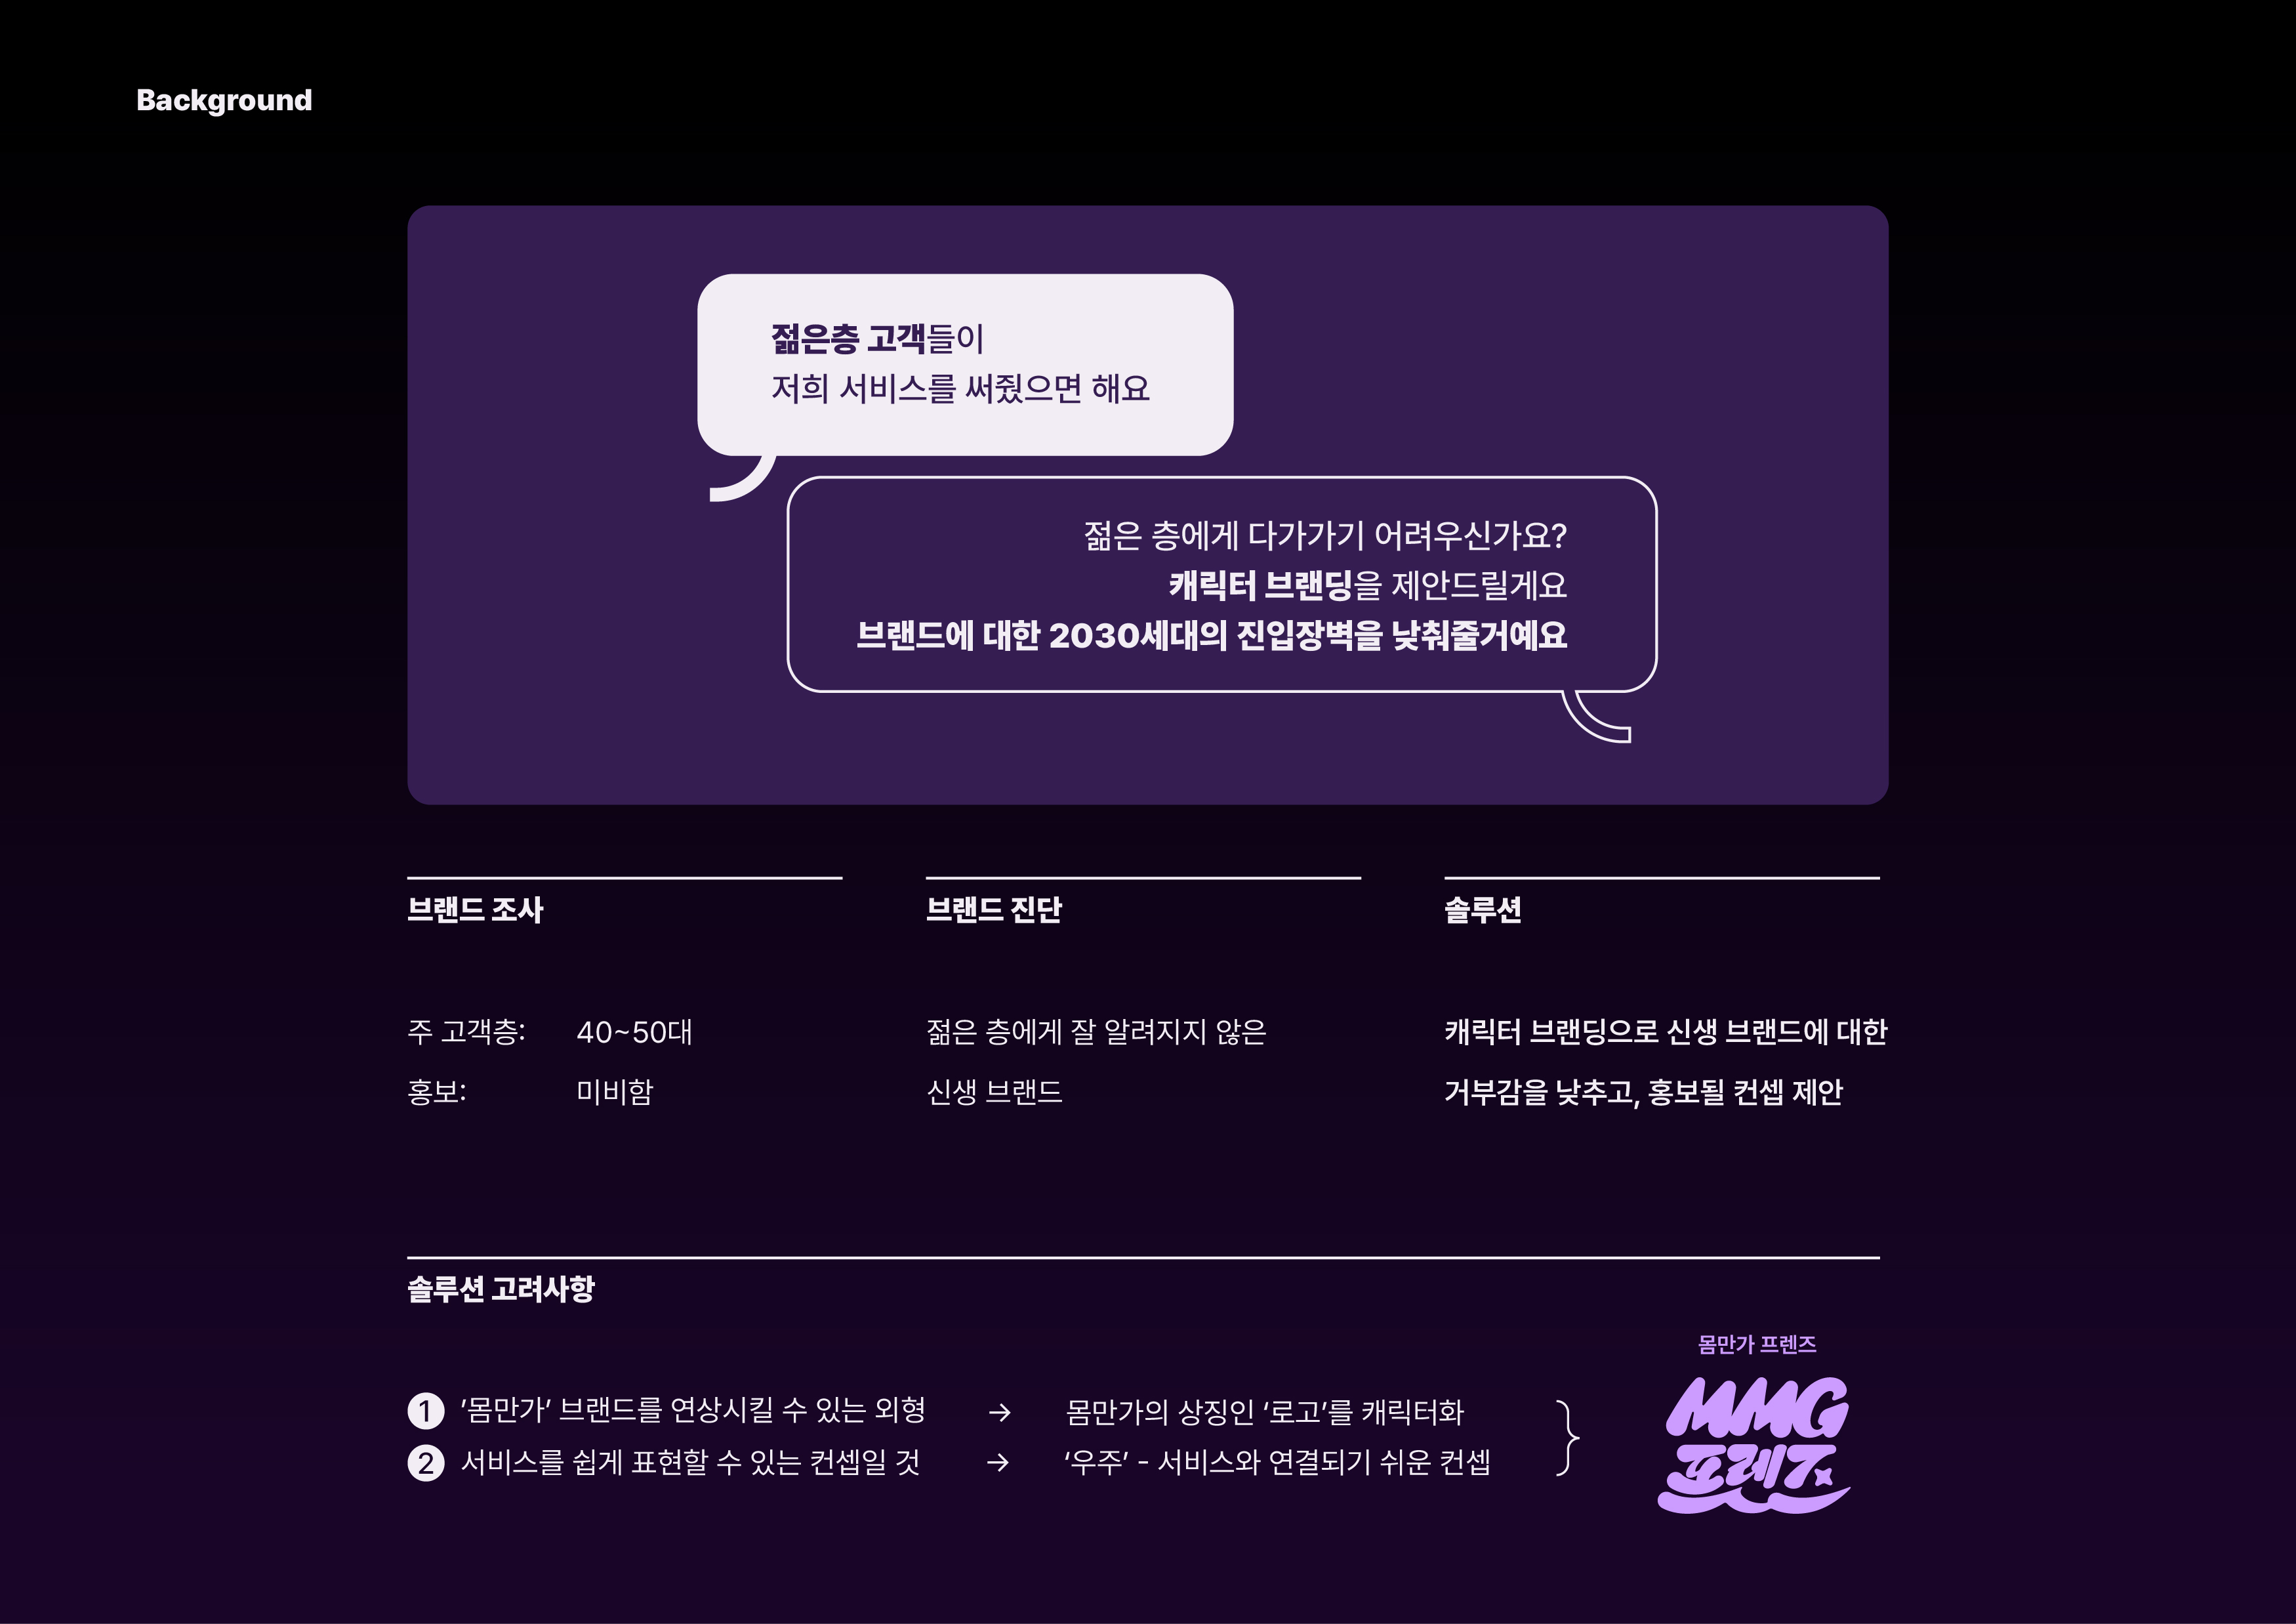 Background
젊은층 고객들이
저희 서비스를 써줬으면 해요
젊은 층에게 다가가기 어려우신가요?
캐릭터 브랜딩을 제안드릴게요
브랜드에 대한 2030세대의 진입장벽을 낮춰줄거예요
브랜드 조사
주 고객층: 40~50대
홍보: 미비함
브랜드 진단
젊은 층에게 잘 알려지지 않은
신생 브랜드
솔루션
캐릭터 브랜딩으로 신생 브랜드에 대한
거부감을 낮추고, 홍보될 컨셉 제안
솔루션 고려사항
1 ’몸만가’ 브랜드를 연상시킬 수 있는 외형 → 몸만가의 상징인 ‘로고’를 캐릭터화
2 서비스를 쉽게 표현할 수 있는 컨셉일 것 → ‘우주’ - 서비스와 연결되기 쉬운 컨셉
몸만가 프렌즈
MMG
프렌즈